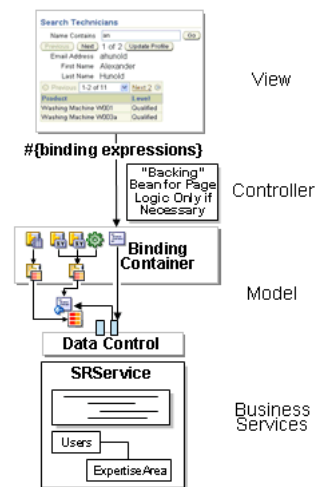 Search Technicians
Name Contains an Go
Previous Next 1 of 2 Update Profile
Email Address ahunold
First Name Alexander
Last Name Hunold
Previous 1-2 of 11 Next 2
Product Level
Washing Machine W001 Qualified
Washing Machine W003a Qualified
View
#{binding expressions}
"Backing"
Bean for Page
Logic Only if
Necessary
Controller
Binding
Container
Model
Data Control
SRService
Business
Services
Users
ExpertiseArea